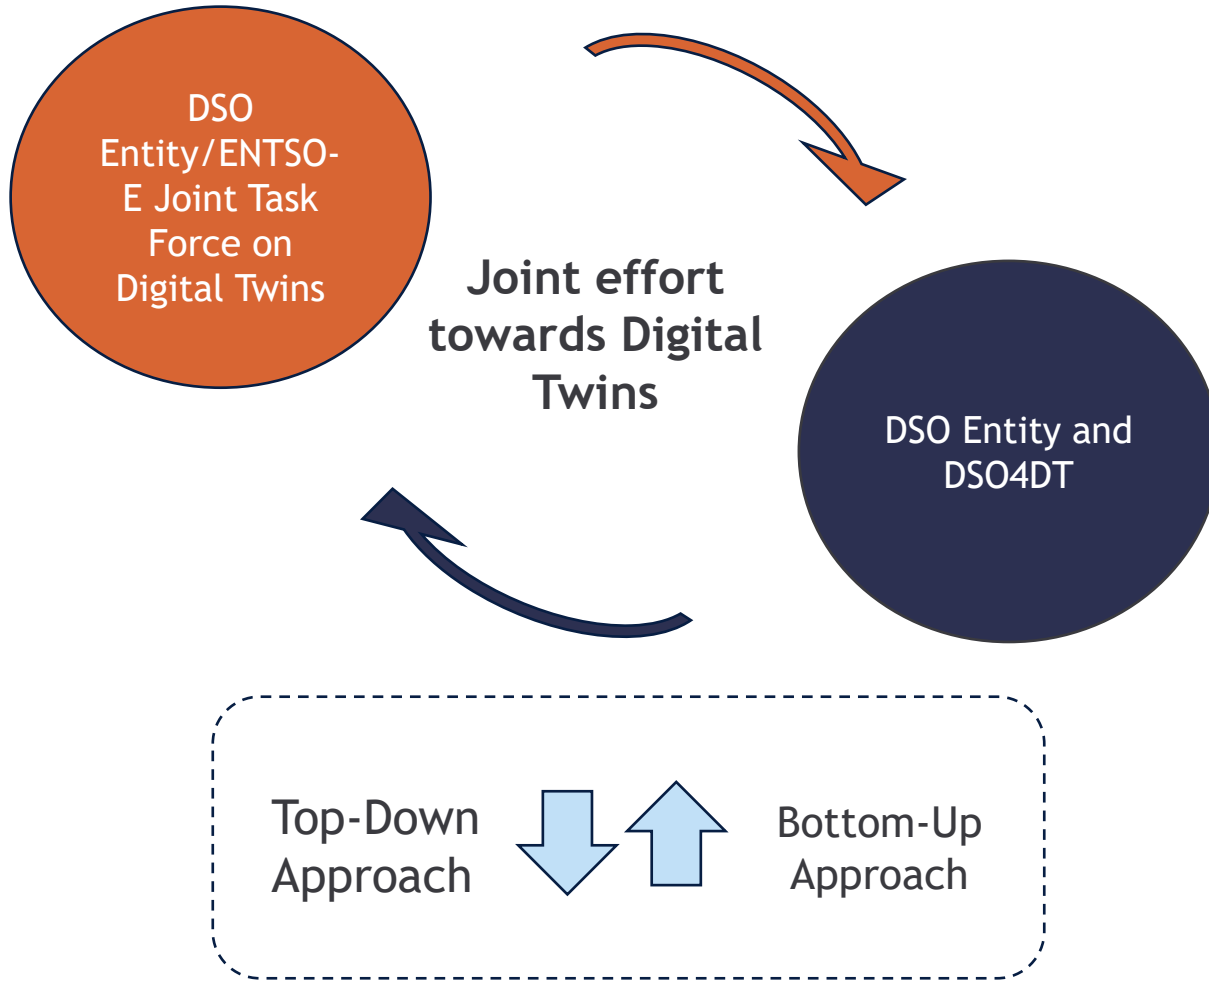 DSO
Entity/ENTSO-
E Joint Task
Force on
Digital Twins
Joint effort
towards Digital
Twins
DSO Entity and
DSO4DT
Top-Down
Approach
Bottom-Up
Approach